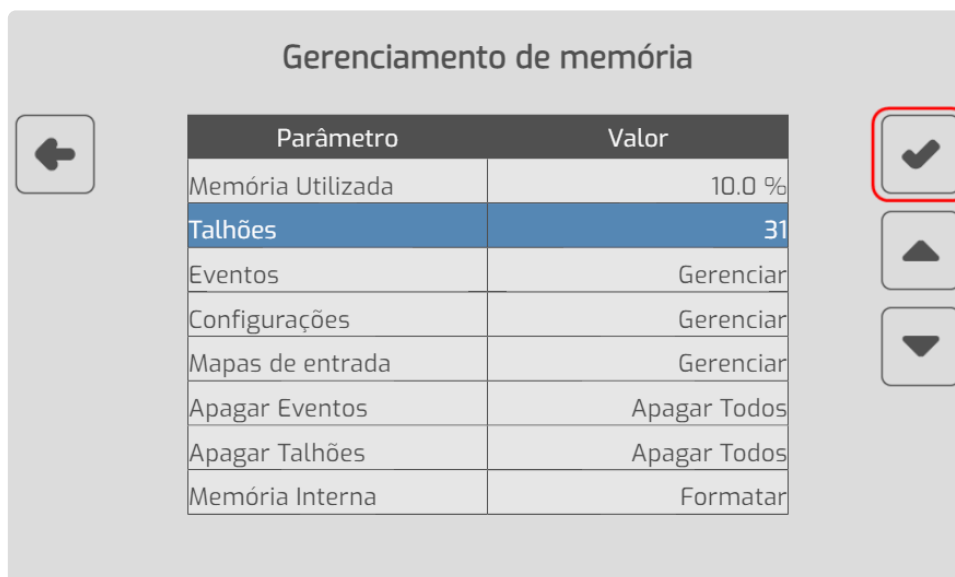 Gerenciamento de memória
Parâmetro Valor
Memória Utilizada 10.0 %
Talhões 31
Eventos Gerenciar
Configurações Gerenciar
Mapas de entrada Gerenciar
Apagar Eventos Apagar Todos
Apagar Talhões Apagar Todos
Memória Interna Formatar